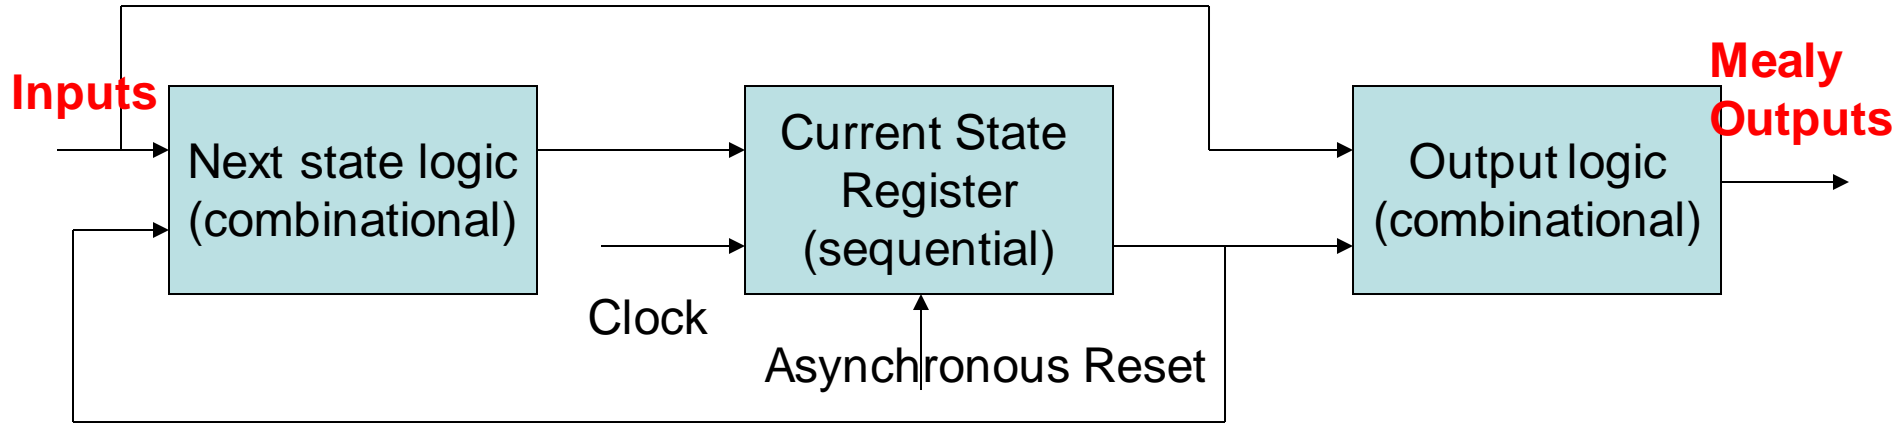 Inputs
Next state logic
(combinational)
Current State
Register
(sequential)
Clock
Asynchronous Reset
Output logic
(combinational)
Mealy
Outputs